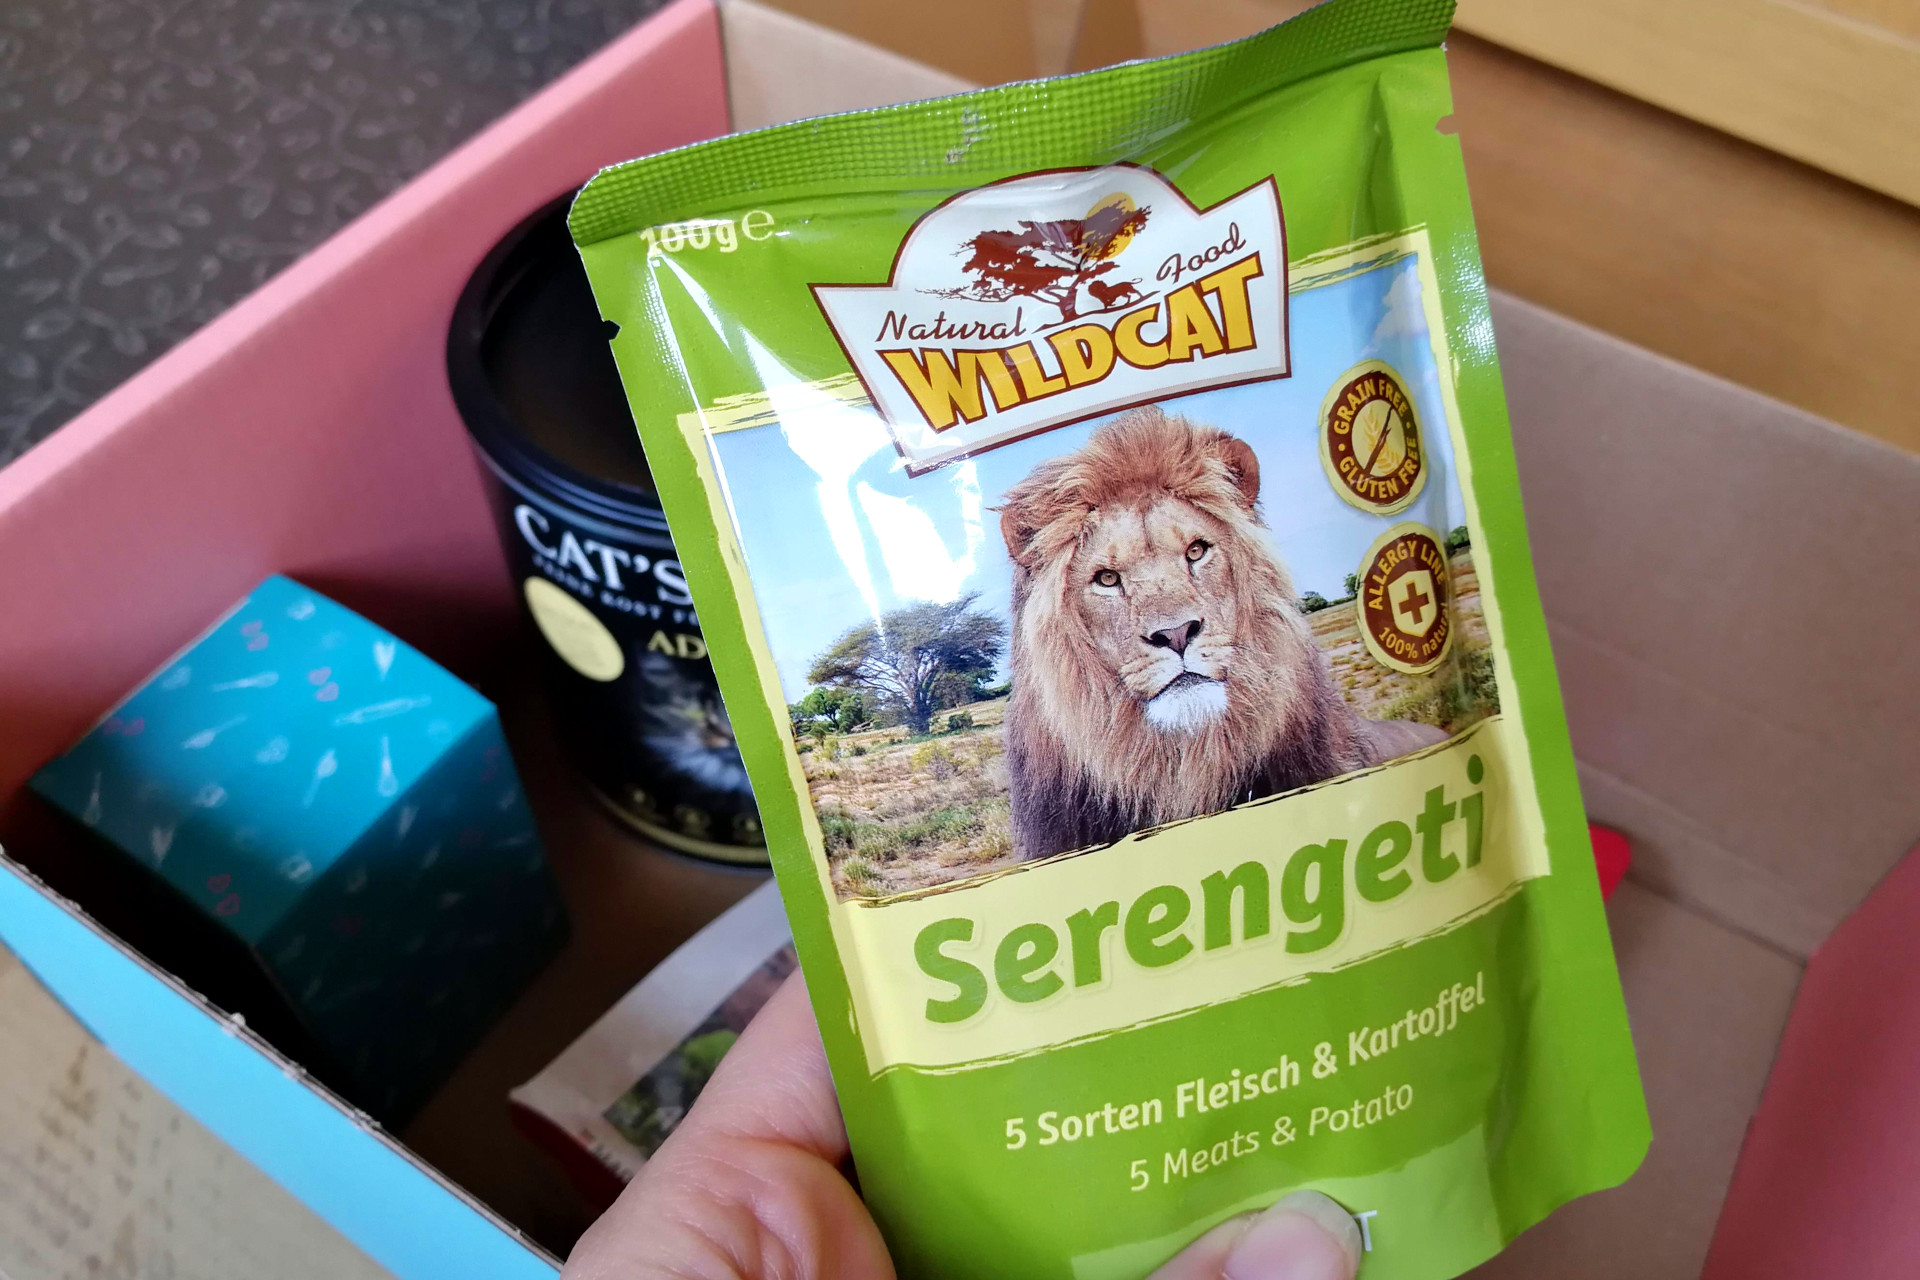 100g℮
Natural Food
WILDCAT
GRAIN FREE
GLUTEN FREE
ALLERGY LINE
100% natural
Serengeti
5 Sorten Fleisch & Kartoffel
5 Meats & Potato
CAT'S